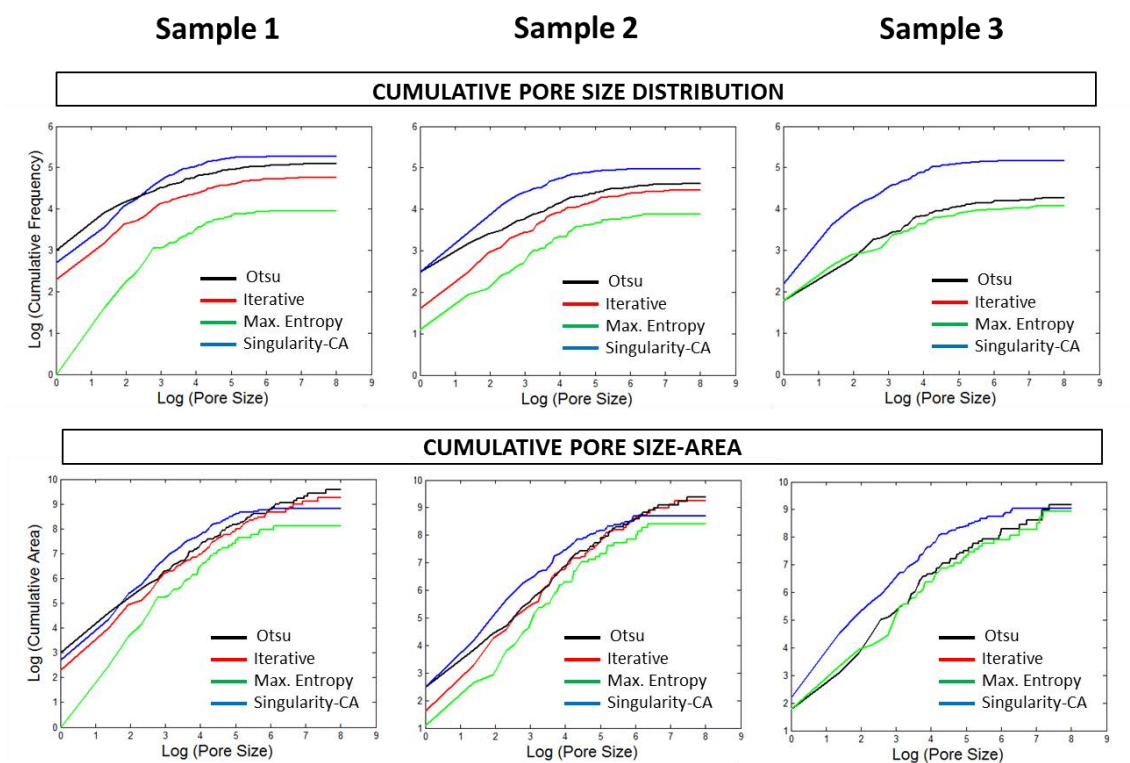 Sample 1
Sample 2
Sample 3
CUMULATIVE PORE SIZE DISTRIBUTION
6
5
4
3
2
1
0
Log (Cumulative Frequency)
Otsu
Iterative
Max. Entropy
Singularity-CA
0 1 2 3 4 5 6 7 8 9
Log (Pore Size)
6
5
4
3
2
1
0
Otsu
Iterative
Max. Entropy
Singularity-CA
0 1 2 3 4 5 6 7 8 9
Log (Pore Size)
6
5
4
3
2
1
0
Otsu
Iterative
Max. Entropy
Singularity-CA
0 1 2 3 4 5 6 7 8 9
Log (Pore Size)
CUMULATIVE PORE SIZE-AREA
10
9
8
7
6
5
4
3
2
1
0
Log (Cumulative Area)
Otsu
Iterative
Max. Entropy
Singularity-CA
0 1 2 3 4 5 6 7 8 9
Log (Pore Size)
10
9
8
7
6
5
4
3
2
1
Otsu
Iterative
Max. Entropy
Singularity-CA
0 1 2 3 4 5 6 7 8 9
Log (Pore Size)
10
9
8
7
6
5
4
3
2
1
Otsu
Iterative
Max. Entropy
Singularity-CA
0 1 2 3 4 5 6 7 8 9
Log (Pore Size)